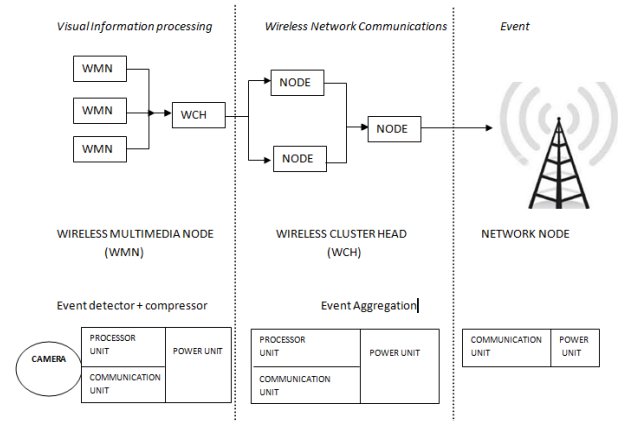 Visual Information processing
Wireless Network Communications
Event
WMN
WMN
WMN
WCH
NODE
NODE
NODE
WIRELESS MULTIMEDIA NODE
(WMN)
WIRELESS CLUSTER HEAD
(WCH)
NETWORK NODE
Event detector + compressor
Event Aggregation
CAMERA
PROCESSOR
UNIT
COMMUNICATION
UNIT
POWER UNIT
PROCESSOR
UNIT
COMMUNICATION
UNIT
POWER UNIT
COMMUNICATION
UNIT
POWER
UNIT